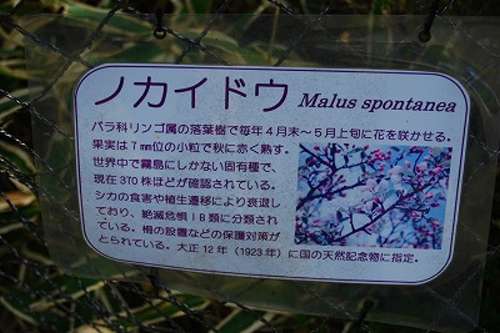 ノカイドウ Malus spontanea
バラ科リンゴ属の落葉樹で毎年4月末～5月上旬に花を咲かせる。
果実は7㎜位の小粒で秋に赤く熟す。
世界中で霧島にしかない固有種で、
現在370株ほどが確認されている。
シカの食害や植生遷移により衰退し
ており、絶滅危惧ⅠB類に分類され
ている。柵の設置などの保護対策が
とられている。大正12年（1923年）に国の天然記念物に指定。